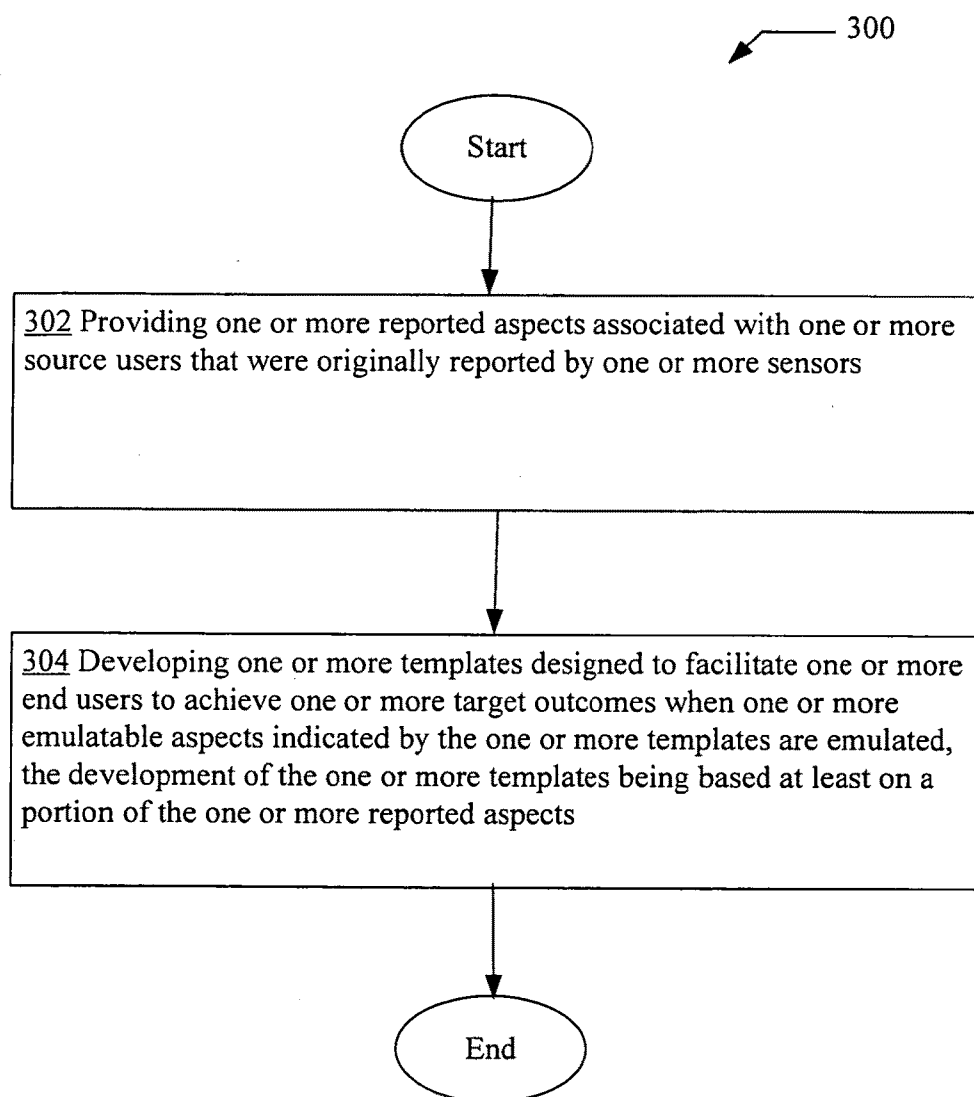 300
Start
302 Providing one or more reported aspects associated with one or more
source users that were originally reported by one or more sensors
304 Developing one or more templates designed to facilitate one or more
end users to achieve one or more target outcomes when one or more
emulatable aspects indicated by the one or more templates are emulated,
the development of the one or more templates being based at least on a
portion of the one or more reported aspects
End